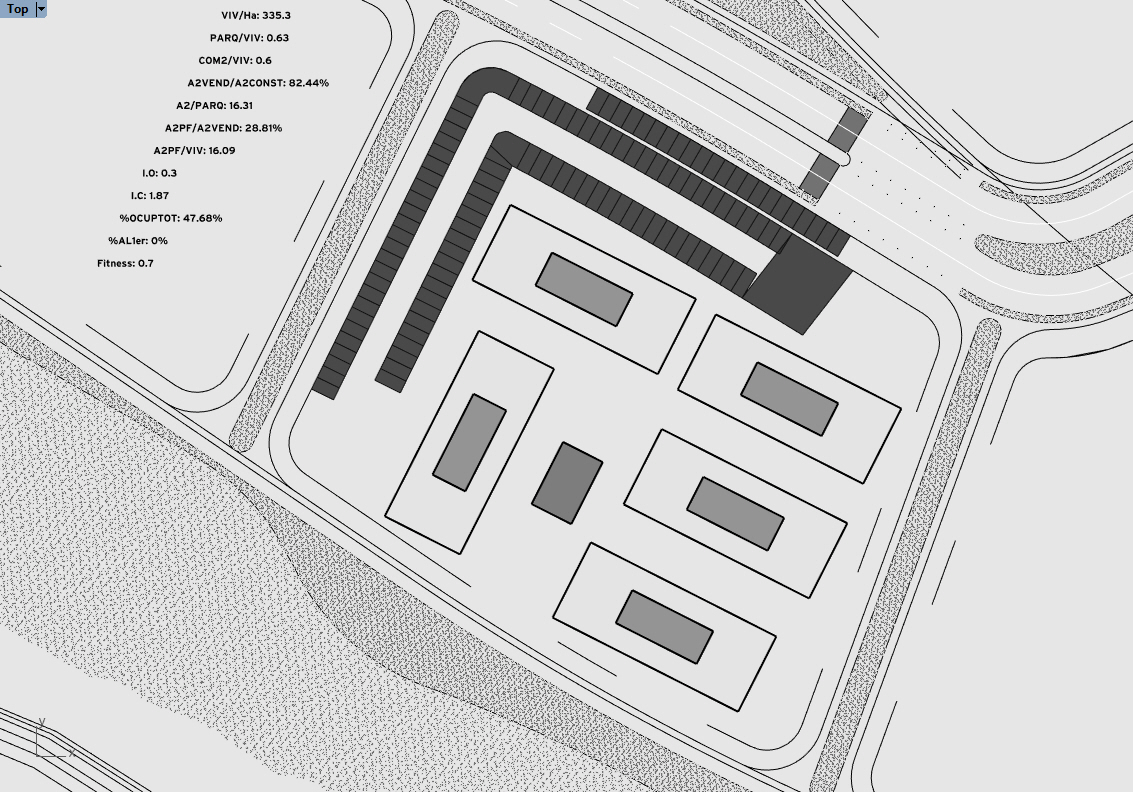 Top
VIV/Ha: 335.3
PARQ/VIV: 0.63
COM2/VIV: 0.6
A2VEND/A2CONST: 82.44%
A2/PARQ: 16.31
A2PF/A2VEND: 28.81%
A2PF/VIV: 16.09
I.O: 0.3
I.C: 1.87
%OCUPTOT: 47.68%
%AL1er: 0%
Fitness: 0.7
y
x